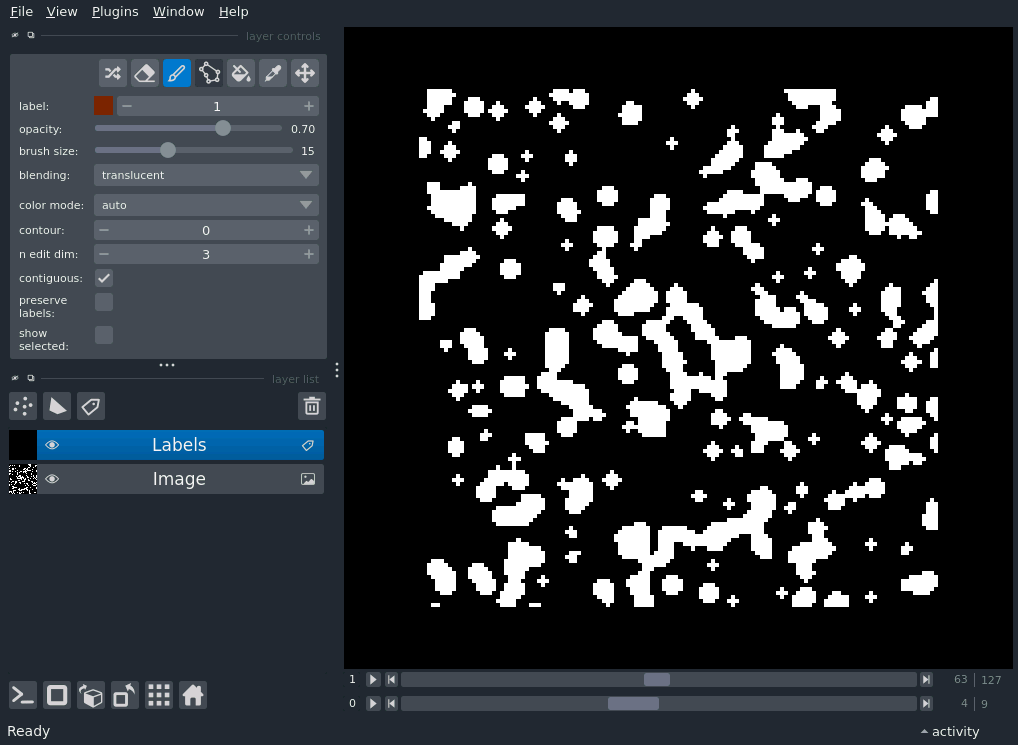 File View Plugins Window Help
layer controls
label: 1
opacity: 0.70
brush size: 15
blending: translucent
color mode: auto
contour: 0
n edit dim: 3
contiguous:
preserve
labels:
show
selected:
layer list
Labels
Image
1 63 127
0 4 9
Ready activity